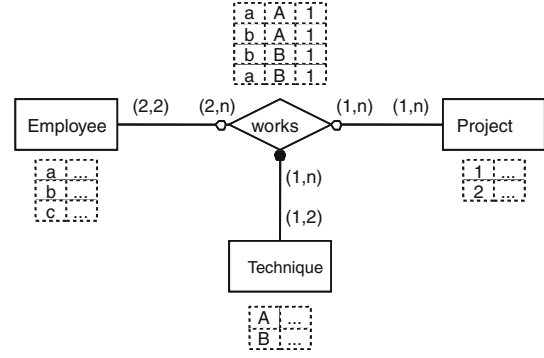 a A 1
b A 1
b B 1
a B 1
(2,2) (2,n) (1,n) (1,n)
Employee works Project
a ...
b ...
c ...
1 ...
2 ...
(1,n)
(1,2)
Technique
A ...
B ...